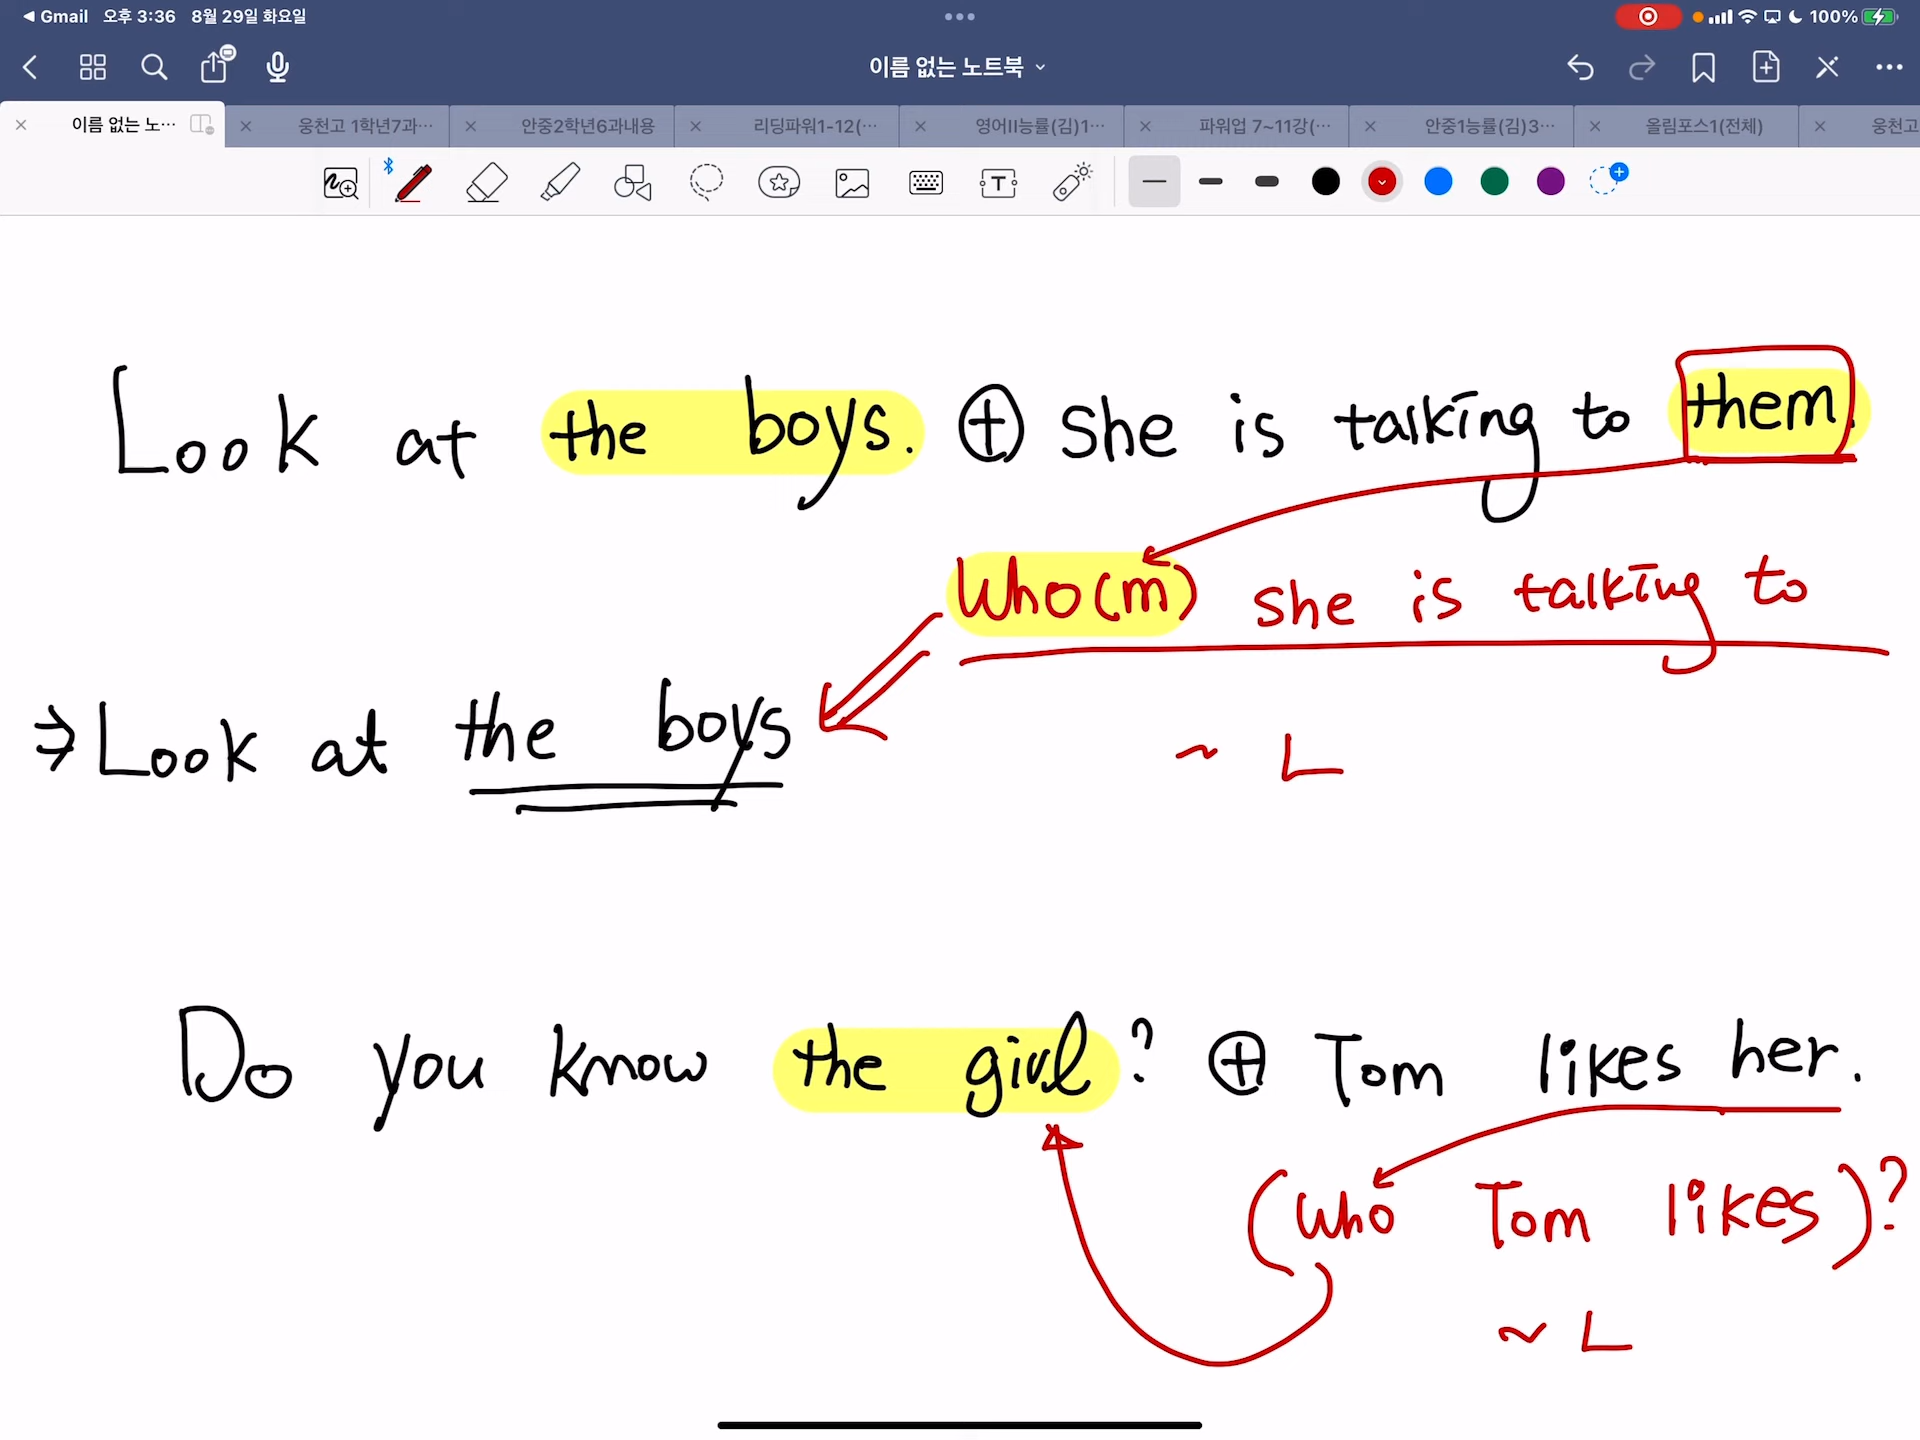 Gmail 오후 3:36 8월 29일 화요일 100%
이름 없는 노트북
이름 없는 노… 웅천고 1학년7과… 안중2학년6과내용 리딩파워1-12(… 영어II능률(김)1… 파워업 7~11강(… 안중1능률(김)3… 올림포스1(전체) 웅천고
Look at the boys. ⊕ She is talking to them.
Who(m) she is talking to
⇒ Look at the boys
~ ㄴ
Do you know the girl? ⊕ Tom likes her.
(who Tom likes)?
~ ㄴ